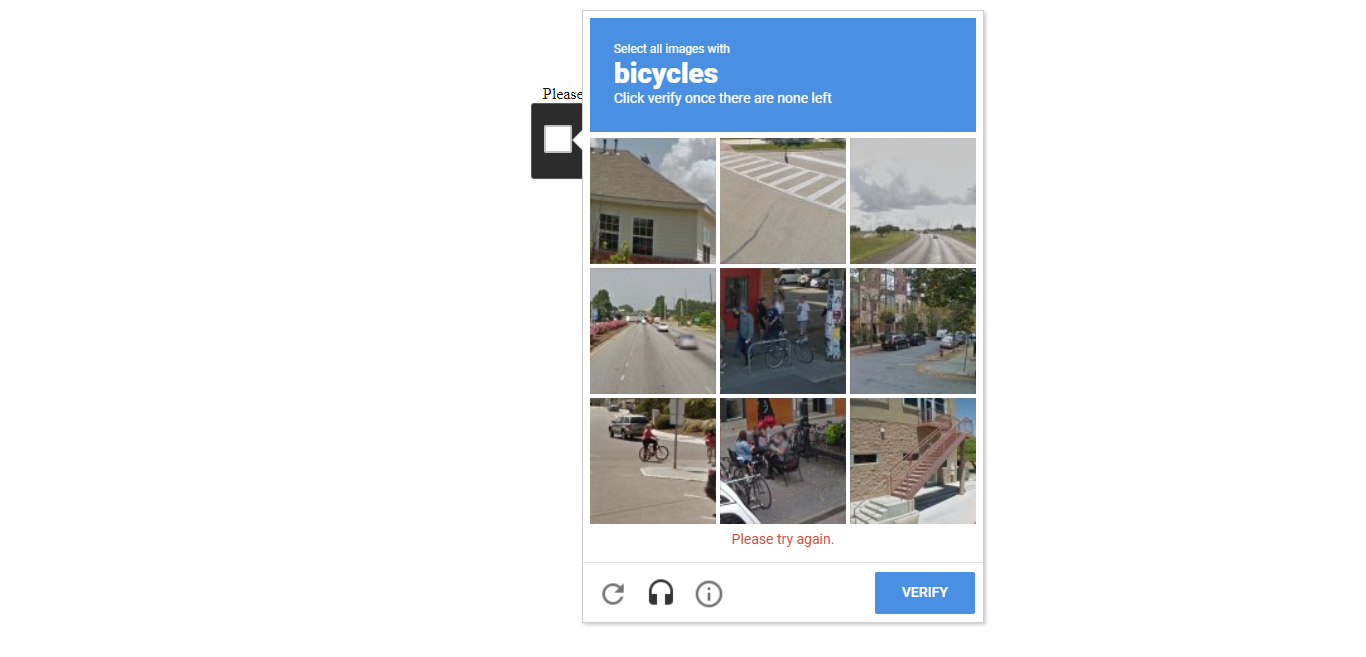 Select all images with
bicycles
Click verify once there are none left
Please
Please try again.
VERIFY